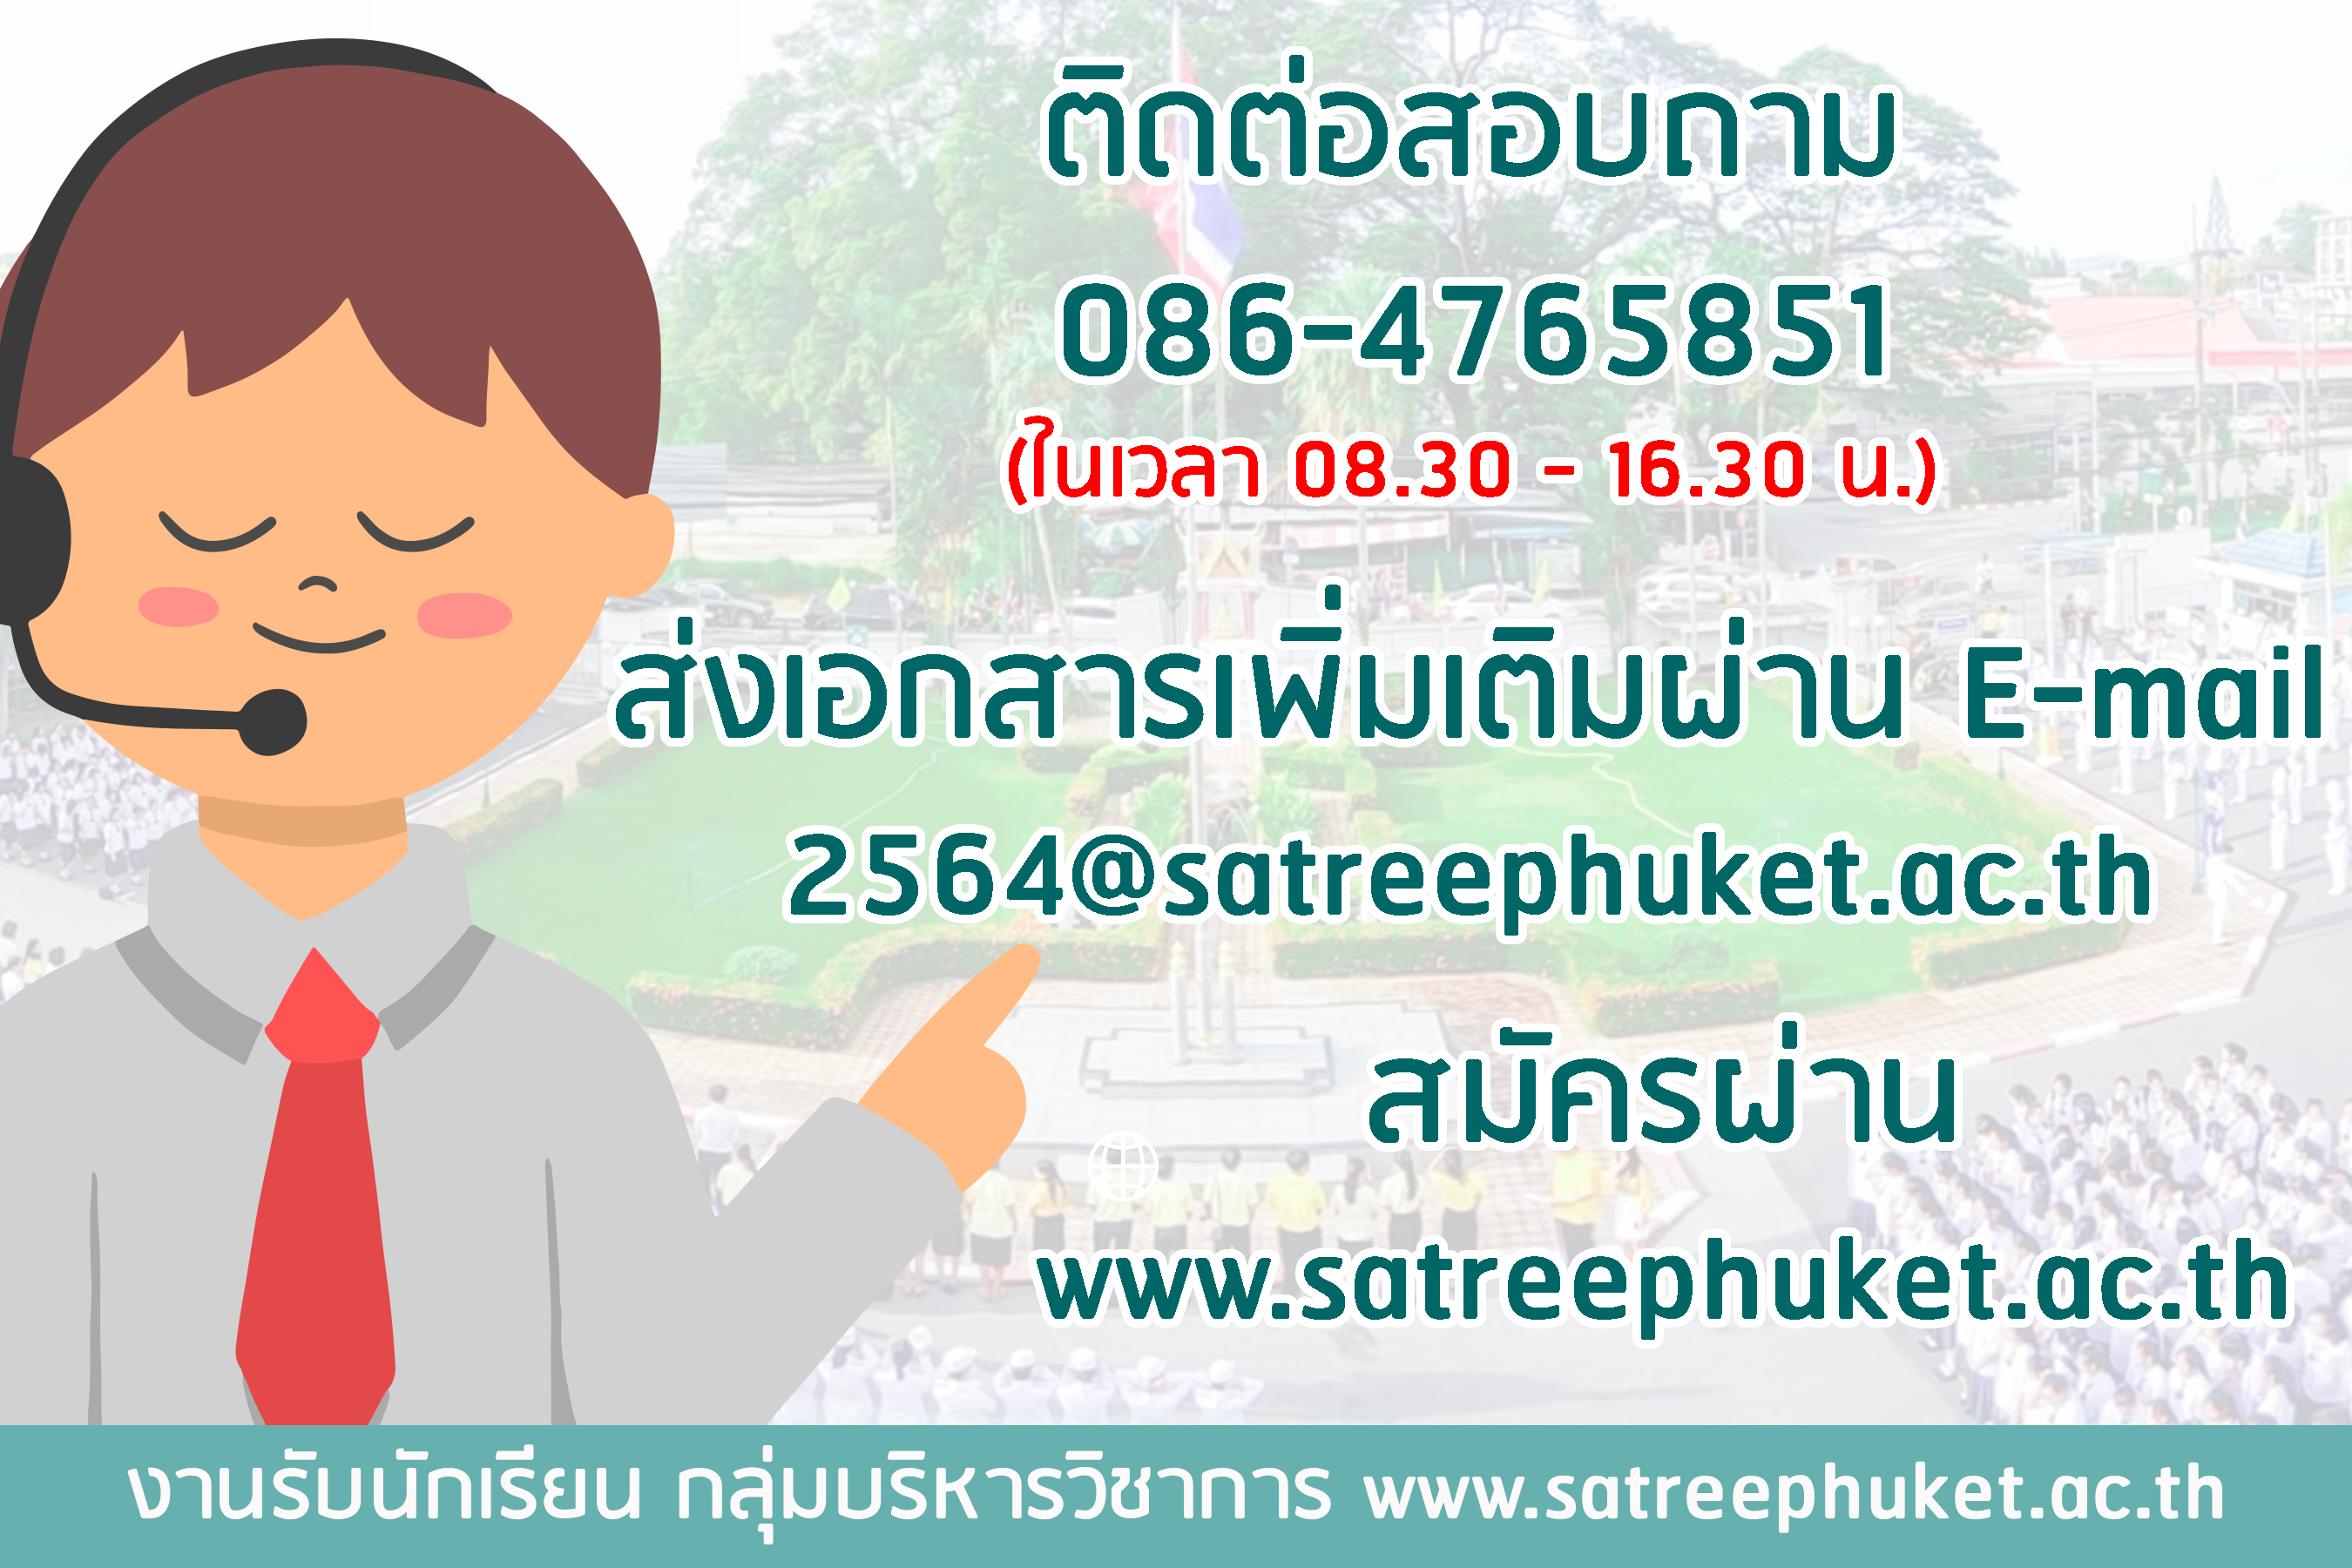 ติดต่อสอบถาม
086-4765851
(ในเวลา 08.30 - 16.30 น.)
ส่งเอกสารเพิ่มเติมผ่าน E-mail
2564@satreephuket.ac.th
สมัครผ่าน
www.satreephuket.ac.th
งานรับนักเรียน กลุ่มบริหารวิชาการ www.satreephuket.ac.th